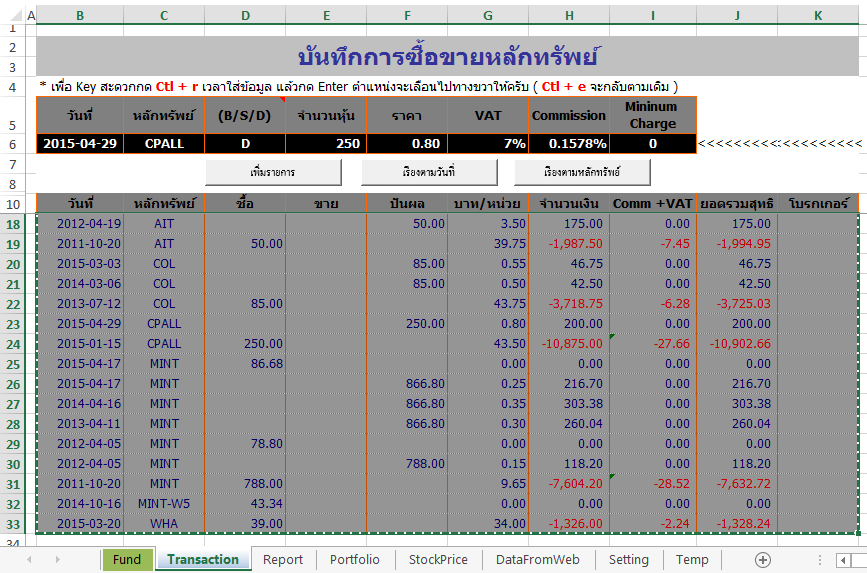 A B C D E F G H I J K
1
2 บันทึกการซื้อขายหลักทรัพย์
3
4 * เพื่อ Key สะดวกกด Ctl + r เวลาใส่ข้อมูล แล้วกด Enter ตำแหน่งจะเลือนไปทางขวาให้ครับ ( Ctl + e จะกลับตามเดิม )
5 วันที่ หลักทรัพย์ (B/S/D) จำนวนหุ้น ราคา VAT Commission Mininum Charge
6 2015-04-29 CPALL D 250 0.80 7% 0.1578% 0 <<<<<<<<<<<<<<<<<<<
7
8 เพิ่มรายการ เรียงตามวันที่ เรียงตามหลักทรัพย์
10 วันที่ หลักทรัพย์ ซื้อ ขาย ปันผล บาท/หน่วย จำนวนเงิน Comm +VAT ยอดรวมสุทธิ โบรกเกอร์
18 2012-04-19 AIT 50.00 3.50 175.00 0.00 175.00
19 2011-10-20 AIT 50.00 39.75 -1,987.50 -7.45 -1,994.95
20 2015-03-03 COL 85.00 0.55 46.75 0.00 46.75
21 2014-03-06 COL 85.00 0.50 42.50 0.00 42.50
22 2013-07-12 COL 85.00 43.75 -3,718.75 -6.28 -3,725.03
23 2015-04-29 CPALL 250.00 0.80 200.00 0.00 200.00
24 2015-01-15 CPALL 250.00 43.50 -10,875.00 -27.66 -10,902.66
25 2015-04-17 MINT 86.68 0.00 0.00 0.00 0.00
26 2015-04-17 MINT 866.80 0.25 216.70 0.00 216.70
27 2014-04-16 MINT 866.80 0.35 303.38 0.00 303.38
28 2013-04-11 MINT 866.80 0.30 260.04 0.00 260.04
29 2012-04-05 MINT 78.80 0.00 0.00 0.00 0.00
30 2012-04-05 MINT 788.00 0.15 118.20 0.00 118.20
31 2011-10-20 MINT 788.00 9.65 -7,604.20 -28.52 -7,632.72
32 2014-10-16 MINT-W5 43.34 0.00 0.00 0.00 0.00
33 2015-03-20 WHA 39.00 34.00 -1,326.00 -2.24 -1,328.24
34
Fund Transaction Report Portfolio StockPrice DataFromWeb Setting Temp